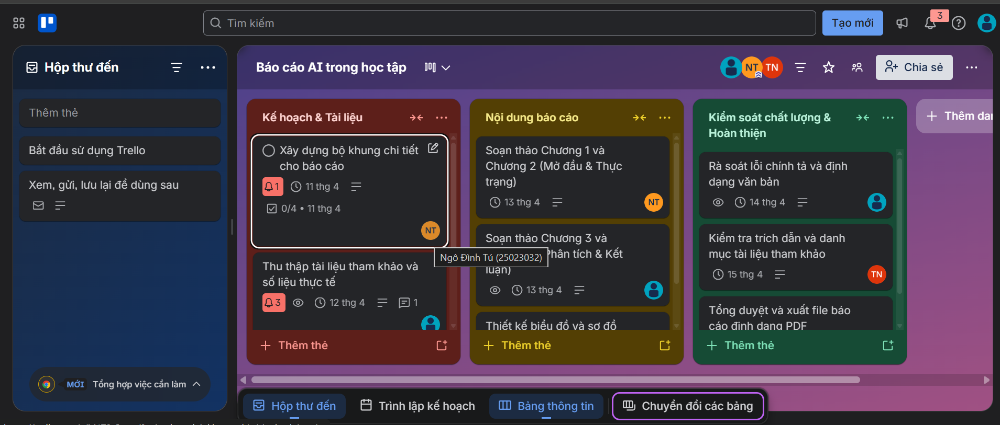 Tìm kiếm
Tạo mới
3
Hộp thư đến
Thêm thẻ
Bắt đầu sử dụng Trello
Xem, gửi, lưu lại để dùng sau
MỚI Tổng hợp việc cần làm
Báo cáo AI trong học tập
NT
TN
Chia sẻ
Kế hoạch & Tài liệu
Xây dựng bộ khung chi tiết
cho báo cáo
1
11 thg 4
0/4 • 11 thg 4
NT
Ngô Đình Tú (25023032)
Thu thập tài liệu tham khảo và
số liệu thực tế
3
12 thg 4
1
Thêm thẻ
Nội dung báo cáo
Soạn thảo Chương 1 và
Chương 2 (Mở đầu & Thực
trạng)
13 thg 4
NT
Soạn thảo Chương 3 và
Phân tích & Kết
luận)
13 thg 4
Thiết kế biểu đồ và sơ đồ
Thêm thẻ
Kiểm soát chất lượng &
Hoàn thiện
Rà soát lỗi chính tả và định
dạng văn bản
14 thg 4
Kiểm tra trích dẫn và danh
mục tài liệu tham khảo
15 thg 4
TN
Tổng duyệt và xuất file báo
cáo định dạng PDF
Thêm thẻ
Thêm
Hộp thư đến
Trình lập kế hoạch
Bảng thông tin
Chuyển đổi các bảng